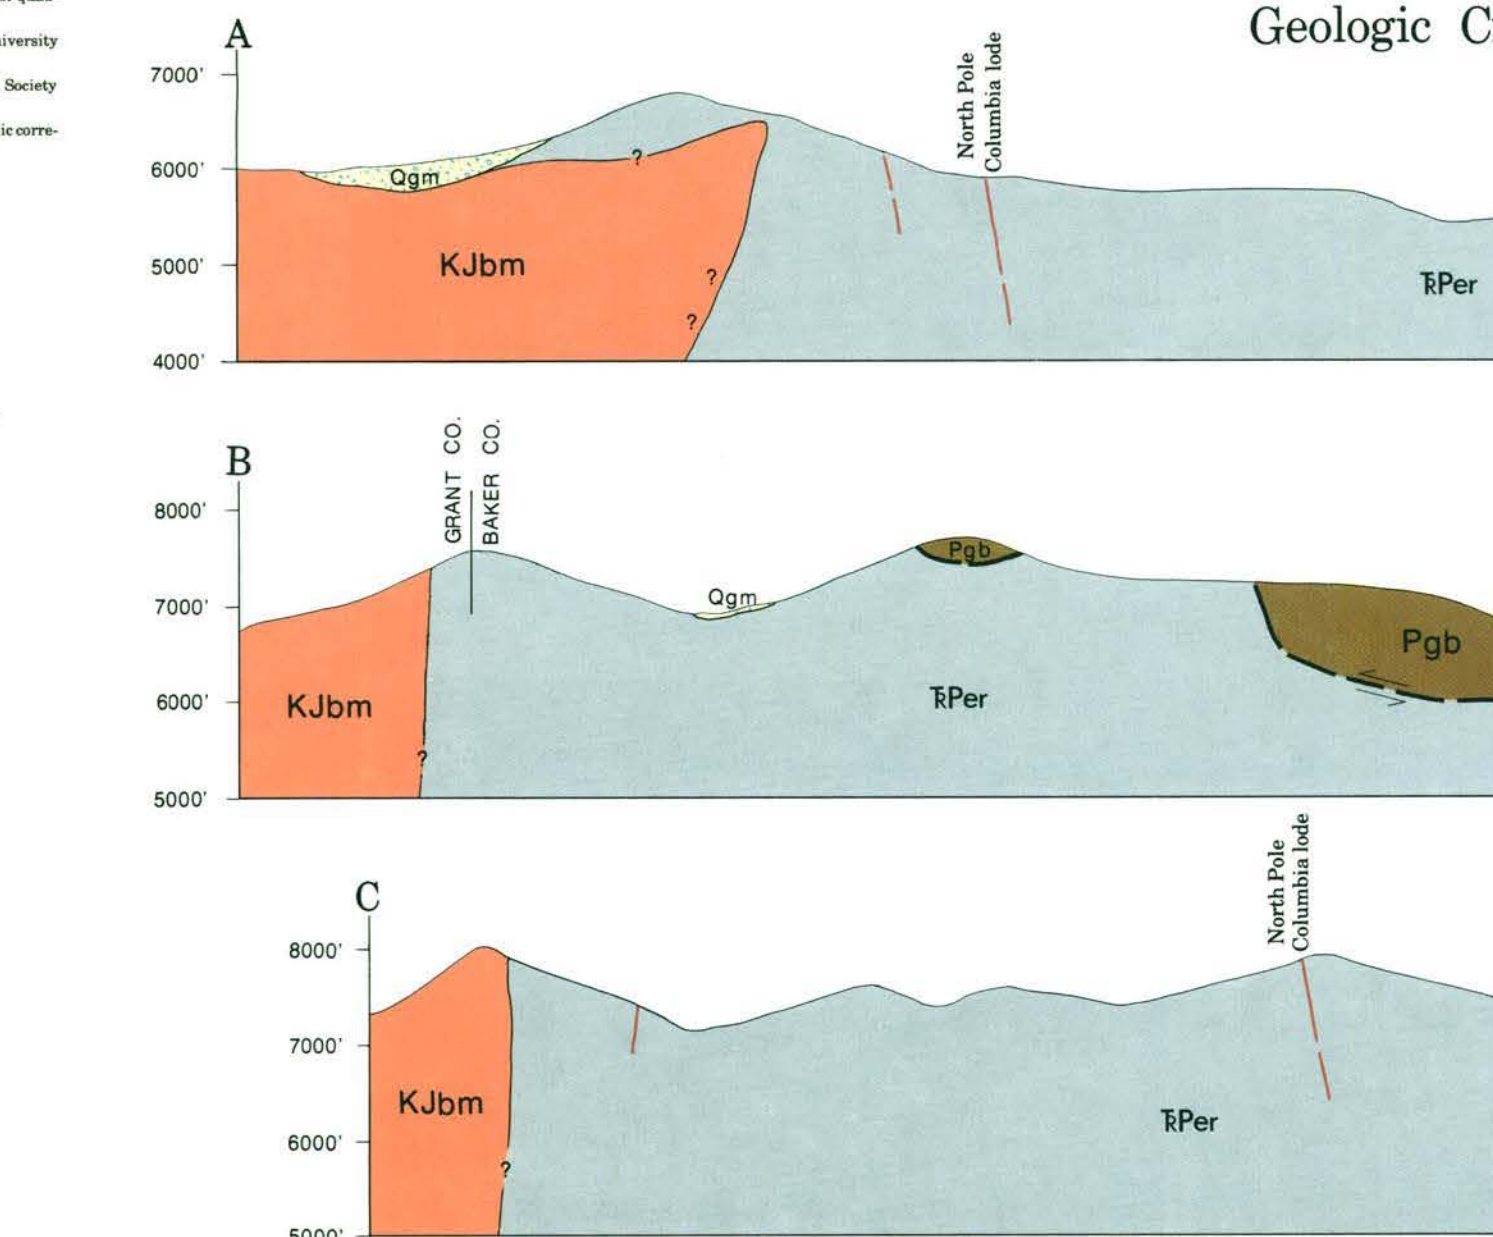 iversity
Society
ic corre-
Geologic C
A
North Pole
Columbia lode
7000'
6000'
5000'
4000'
Qgm
?
KJbm
?
?
TRPer
B
GRANT CO.
BAKER CO.
8000'
7000'
6000'
5000'
Qgm
Pgb
Pgb
KJbm
TRPer
?
C
North Pole
Columbia lode
8000'
7000'
6000'
5000'
KJbm
TRPer
?